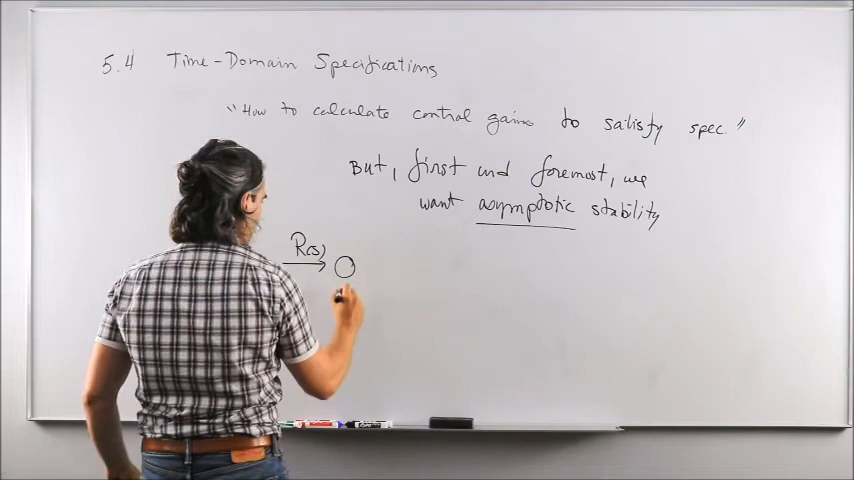 5.4 Time-Domain Specifications
"How to calculate control gains to satisfy spec."
But, first and foremost, we
want asymptotic stability
R(s)